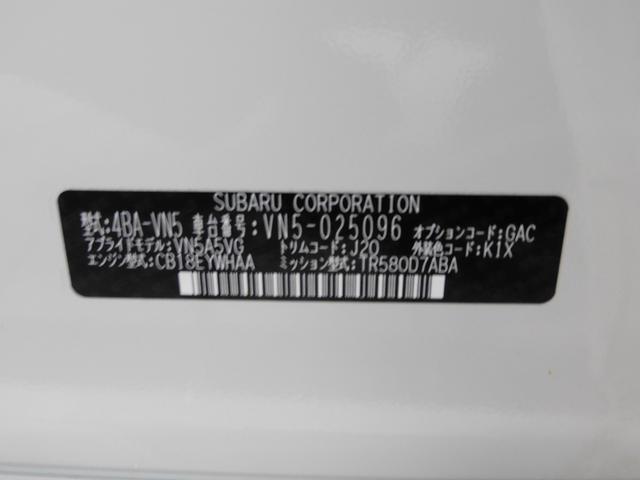 SUBARU CORPORATION
型式:4BA-VN5 車台番号:VN5-025096 オプションコード:GAC
アプライドモデル:VN5A5VG トリムコード:J20 外装色コード:K1X
エンジン型式:CB18EYWHAA ミッション型式:TR580D7ABA